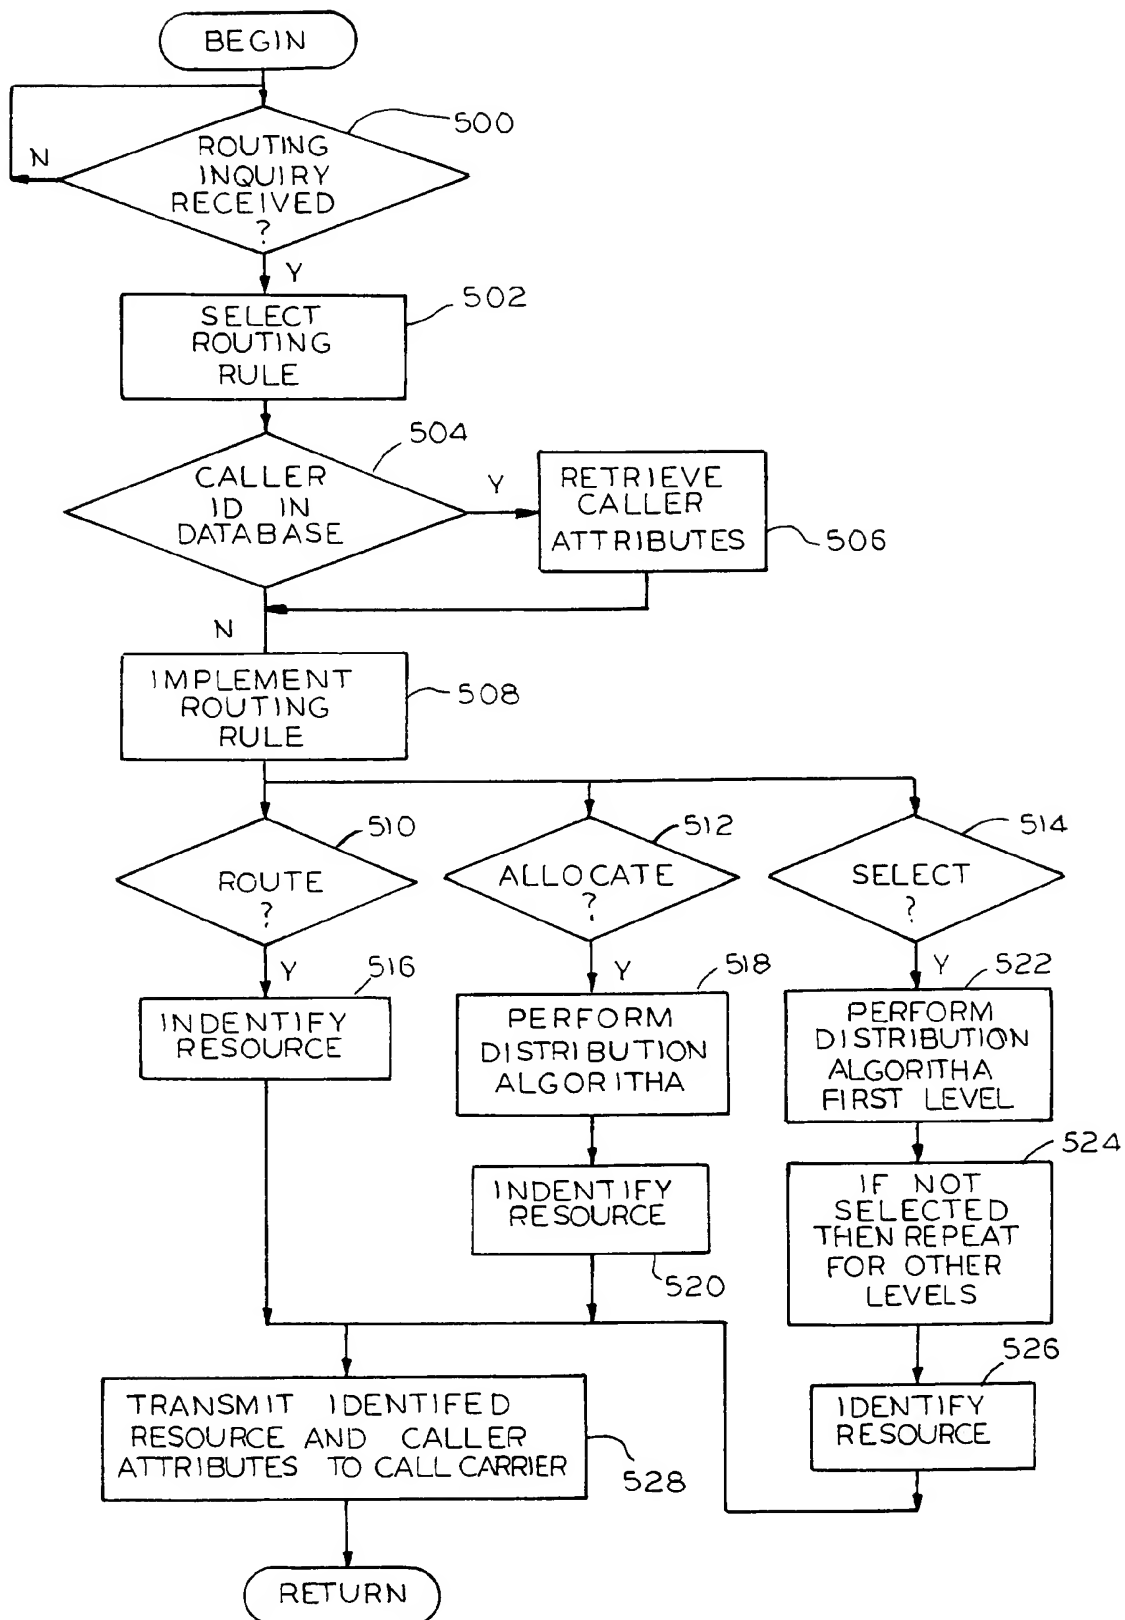 BEGIN
500
ROUTING
INQUIRY
RECEIVED
?
N
Y
502
SELECT
ROUTING
RULE
504
CALLER
ID IN
DATABASE
Y
RETRIEVE
CALLER
ATTRIBUTES
506
N
IMPLEMENT
ROUTING
RULE
508
510
ROUTE
?
Y
512
ALLOCATE
?
Y
514
SELECT
?
Y
516
INDENTIFY
RESOURCE
518
PERFORM
DISTRIBUTION
ALGORITHA
INDENTIFY
RESOURCE
520
522
PERFORM
DISTRIBUTION
ALGORITHA
FIRST LEVEL
524
IF NOT
SELECTED
THEN REPEAT
FOR OTHER
LEVELS
526
IDENTIFY
RESOURCE
TRANSMIT IDENTIFED
RESOURCE AND CALLER
ATTRIBUTES TO CALL CARRIER
528
RETURN